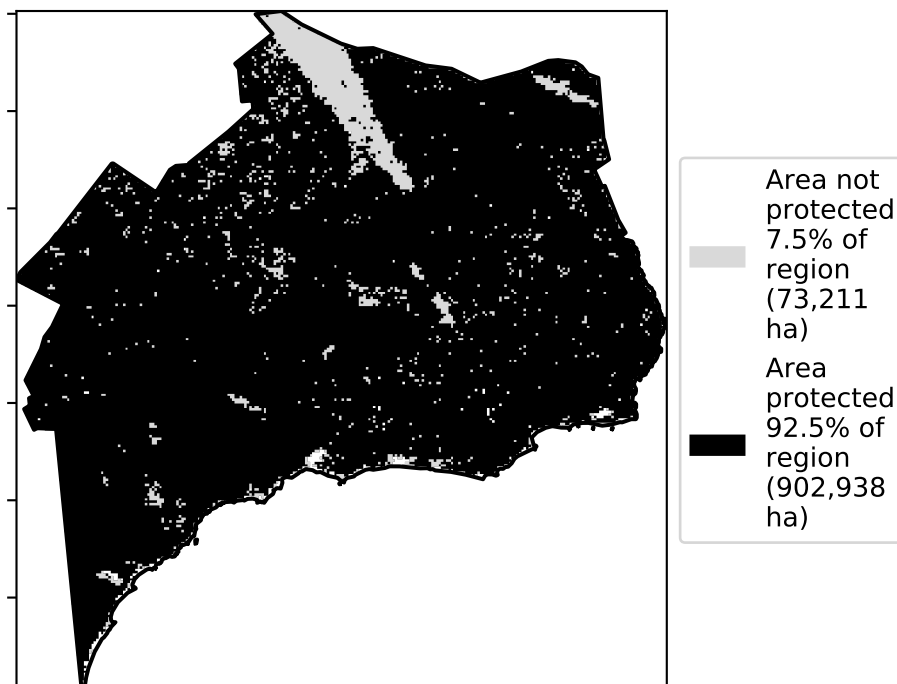 Area not
protected
7.5% of
region
(73,211
ha)
Area
protected
92.5% of
region
(902,938
ha)